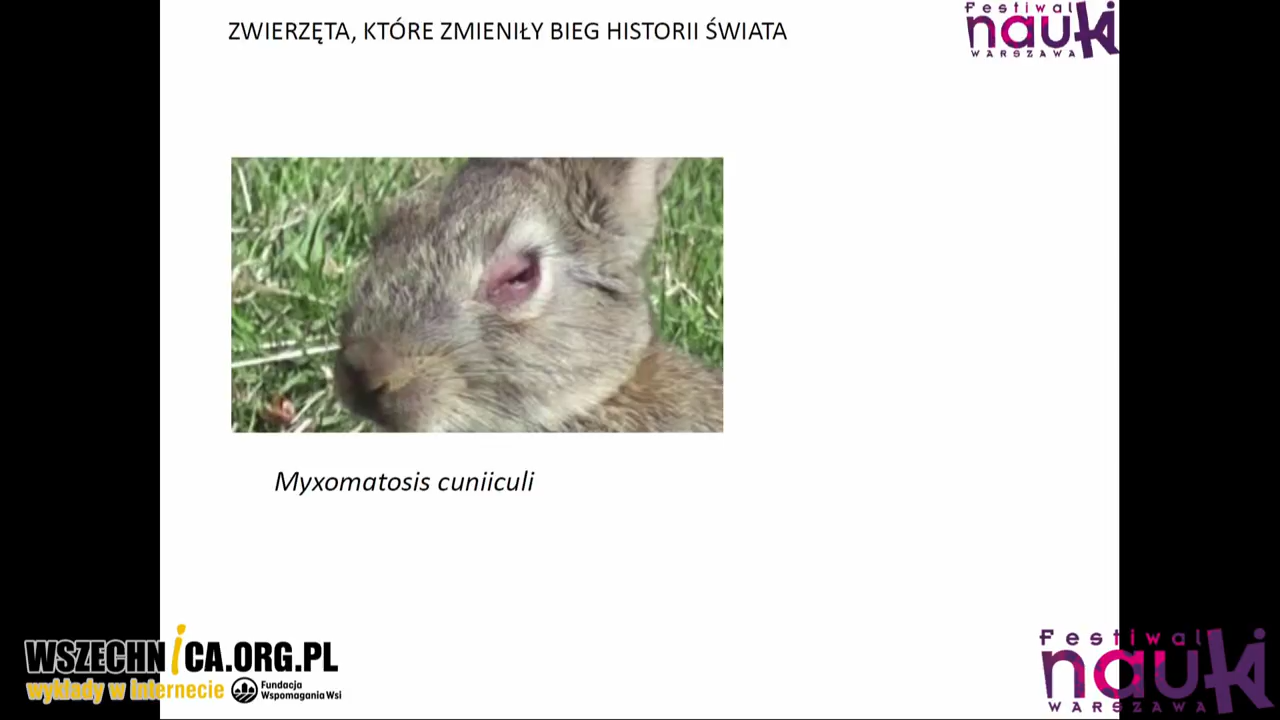 ZWIERZĘTA, KTÓRE ZMIENIŁY BIEG HISTORII ŚWIATA
Festiwal
nauki
WARSZAWA
Myxomatosis cuniiculi
WSZECHNICA.ORG.PL
wykłady w Internecie
Fundacja
Wspomagania Wsi
Festiwal
nauki
WARSZAWA